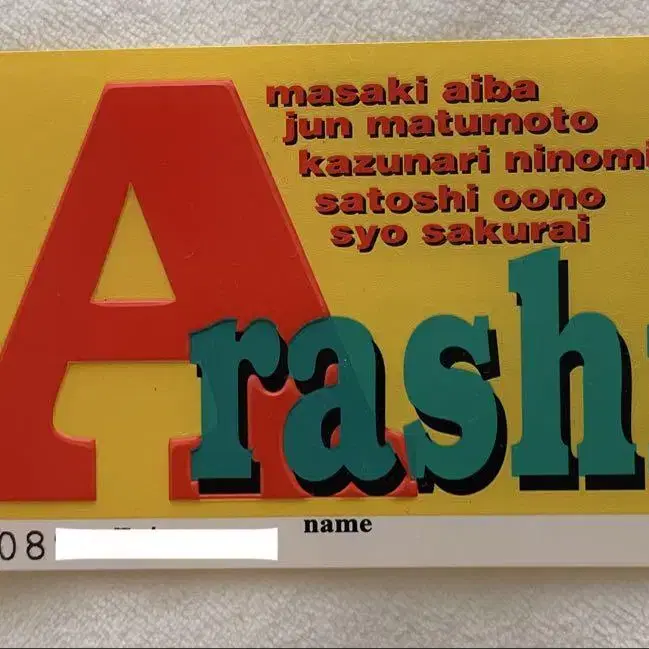 masaki aiba
jun matumoto
kazunari ninomi
satoshi oono
syo sakurai
Arash
08
name